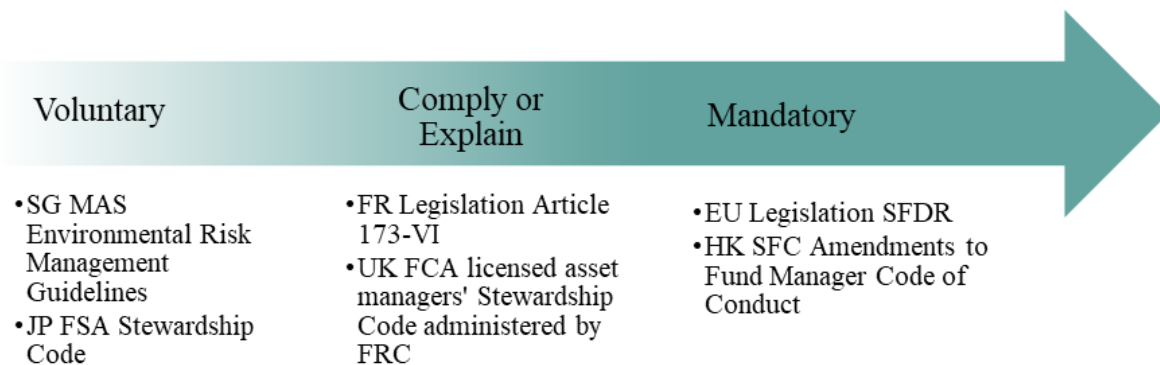 Voluntary
Comply or
Explain
Mandatory
•SG MAS
Environmental Risk
Management
Guidelines
•JP FSA Stewardship
Code
•FR Legislation Article
173-VI
•UK FCA licensed asset
managers' Stewardship
Code administered by
FRC
•EU Legislation SFDR
•HK SFC Amendments to
Fund Manager Code of
Conduct